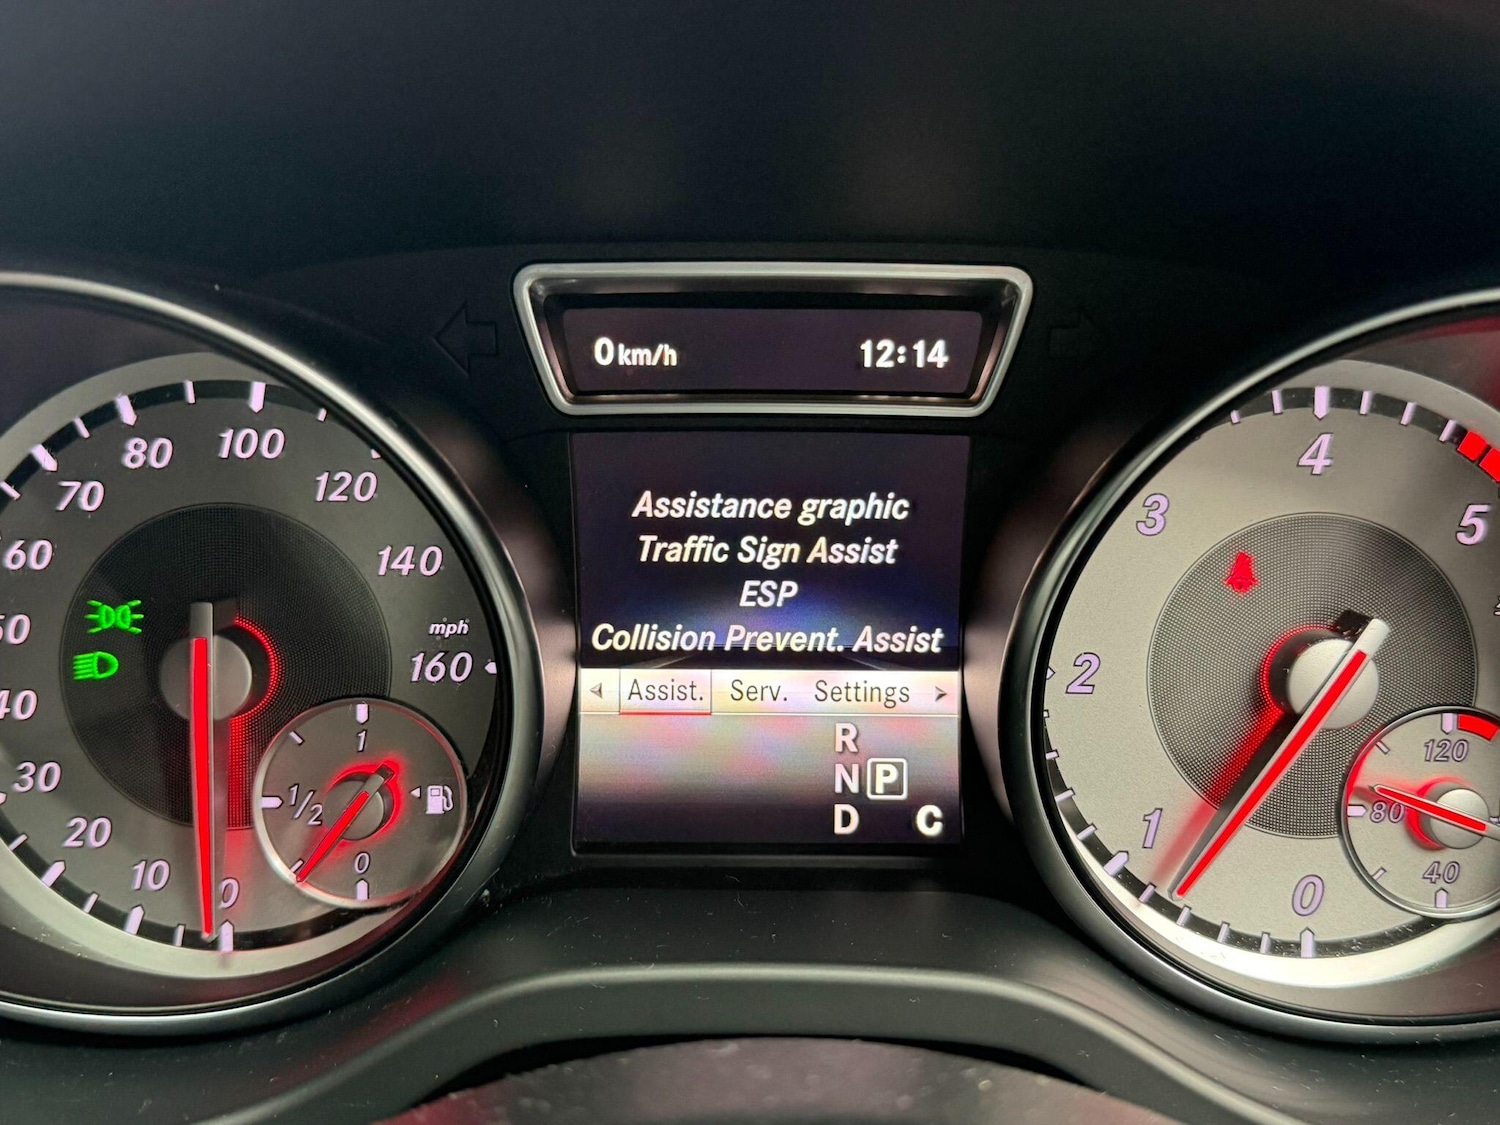 0 km/h 12:14
Assistance graphic
Traffic Sign Assist
ESP
Collision Prevent. Assist
Assist. Serv. Settings
R
N P
D C
0
10
20
30
40
50
60
70
80
100
120
140
160
mph
1
1/2
0
0
1
2
3
4
5
120
80
40